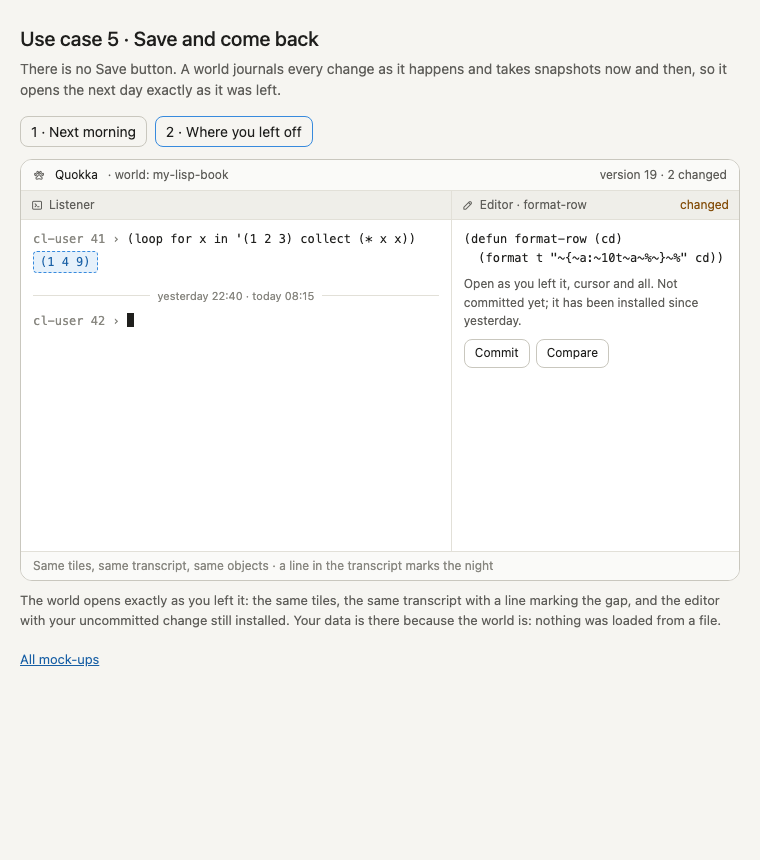 Use case 5 · Save and come back
There is no Save button. A world journals every change as it happens and takes snapshots now and then, so it
opens the next day exactly as it was left.
1 · Next morning
2 · Where you left off
Quokka · world: my-lisp-book
version 19 · 2 changed
Listener
cl-user 41 › (loop for x in '(1 2 3) collect (* x x))
(1 4 9)
yesterday 22:40 · today 08:15
cl-user 42 ›
Editor · format-row
changed
(defun format-row (cd)
(format t "~{~a:~10t~a~%~}~%" cd))
Open as you left it, cursor and all. Not
committed yet; it has been installed since
yesterday.
Commit
Compare
Same tiles, same transcript, same objects · a line in the transcript marks the night
The world opens exactly as you left it: the same tiles, the same transcript with a line marking the gap, and the editor
with your uncommitted change still installed. Your data is there because the world is: nothing was loaded from a file.
All mock-ups